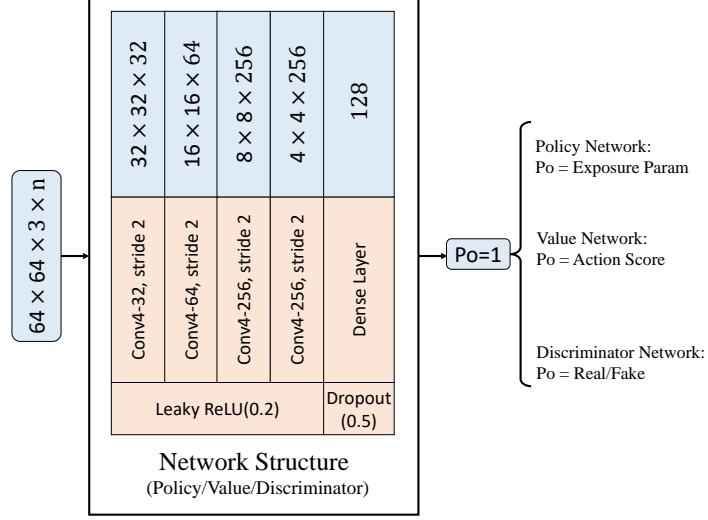 64 × 64 × 3 × n
32 × 32 × 32
16 × 16 × 64
8 × 8 × 256
4 × 4 × 256
128
Conv4-32, stride 2
Conv4-64, stride 2
Conv4-256, stride 2
Conv4-256, stride 2
Dense Layer
Leaky ReLU(0.2)
Dropout
(0.5)
Network Structure
(Policy/Value/Discriminator)
Po=1
Policy Network:
Po = Exposure Param
Value Network:
Po = Action Score
Discriminator Network:
Po = Real/Fake